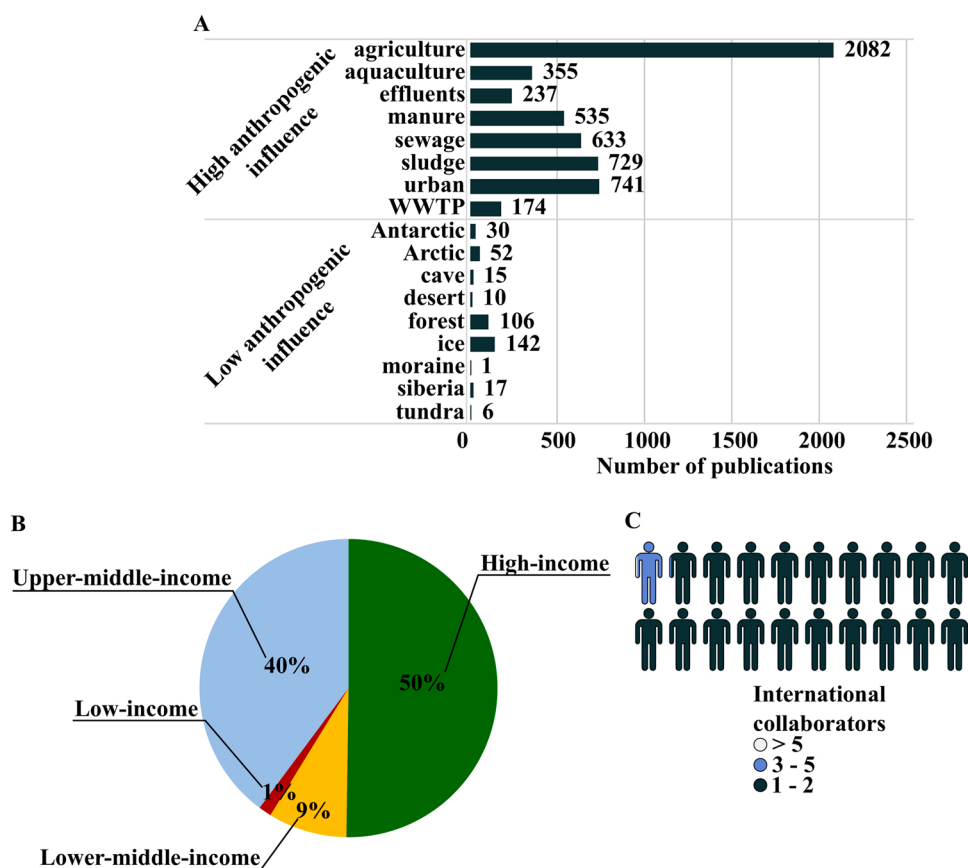 A
High anthropogenic
influence
agriculture 2082
aquaculture 355
effluents 237
manure 535
sewage 633
sludge 729
urban 741
WWTP 174
Low anthropogenic
influence
Antarctic 30
Arctic 52
cave 15
desert 10
forest 106
ice 142
moraine 1
siberia 17
tundra 6
0 500 1000 1500 2000 2500
Number of publications
B
High-income
50%
Upper-middle-income
40%
Low-income
1%
9%
Lower-middle-income
C
International
collaborators
> 5
3 - 5
1 - 2